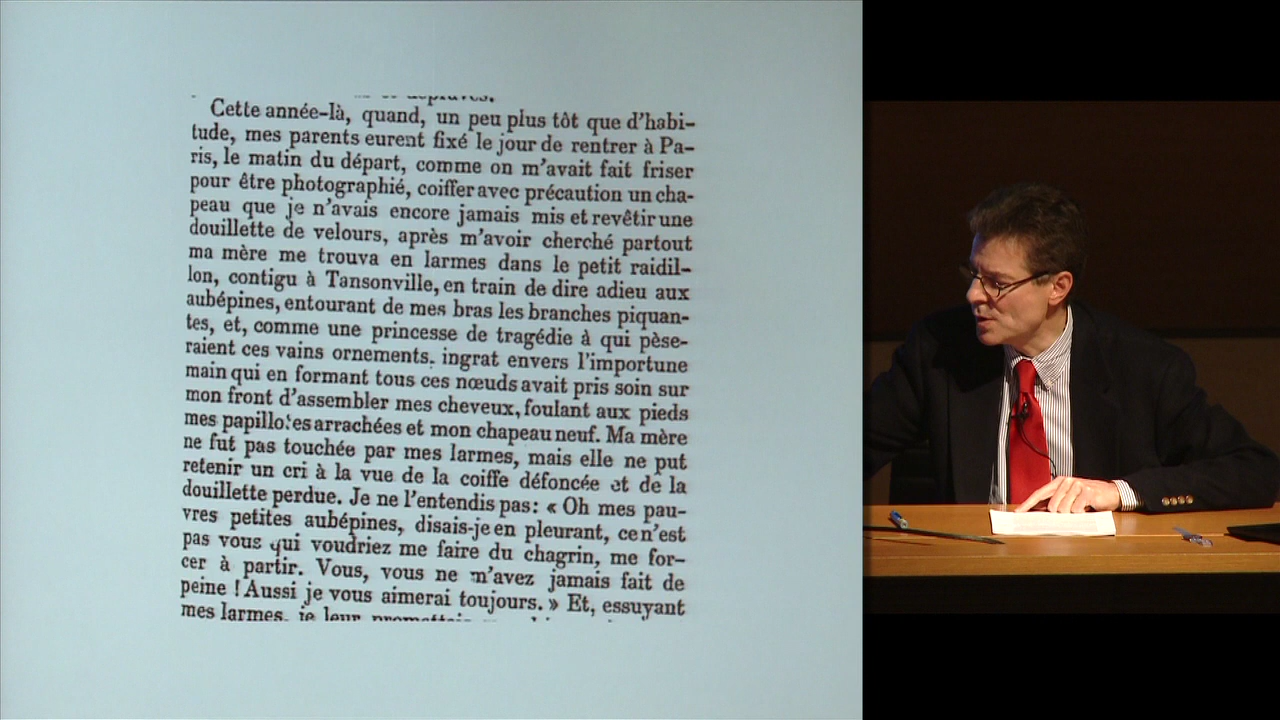 et dépravés.
Cette année-là, quand, un peu plus tôt que d'habi-
tude, mes parents eurent fixé le jour de rentrer à Pa-
ris, le matin du départ, comme on m'avait fait friser
pour être photographié, coiffer avec précaution un cha-
peau que je n'avais encore jamais mis et revêtir une
douillette de velours, après m'avoir cherché partout
ma mère me trouva en larmes dans le petit raidil-
lon, contigu à Tansonville, en train de dire adieu aux
aubépines, entourant de mes bras les branches piquan-
tes, et, comme une princesse de tragédie à qui pèse-
raient ces vains ornements, ingrat envers l'importune
main qui en formant tous ces nœuds avait pris soin sur
mon front d'assembler mes cheveux, foulant aux pieds
mes papillotes arrachées et mon chapeau neuf. Ma mère
ne fut pas touchée par mes larmes, mais elle ne put
retenir un cri à la vue de la coiffe défoncée et de la
douillette perdue. Je ne l'entendis pas : « Oh mes pau-
vres petites aubépines, disais-je en pleurant, ce n'est
pas vous qui voudriez me faire du chagrin, me for-
cer à partir. Vous, vous ne m'avez jamais fait de
peine ! Aussi je vous aimerai toujours. » Et, essuyant
mes larmes, je leur promettais